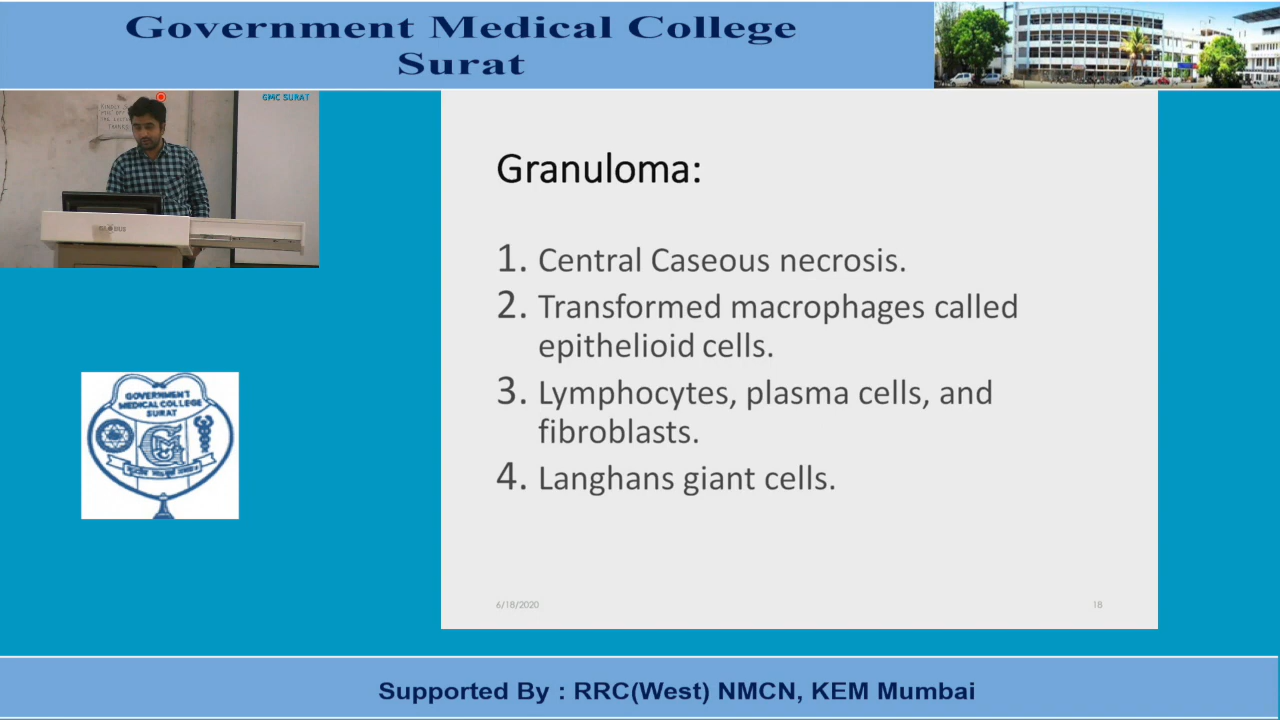 Government Medical College
Surat
GMC SURAT
Granuloma:
1. Central Caseous necrosis.
2. Transformed macrophages called
epithelioid cells.
3. Lymphocytes, plasma cells, and
fibroblasts.
4. Langhans giant cells.
GOVERNMENT
MEDICAL COLLEGE
SURAT
6/18/2020
18
Supported By : RRC(West) NMCN, KEM Mumbai